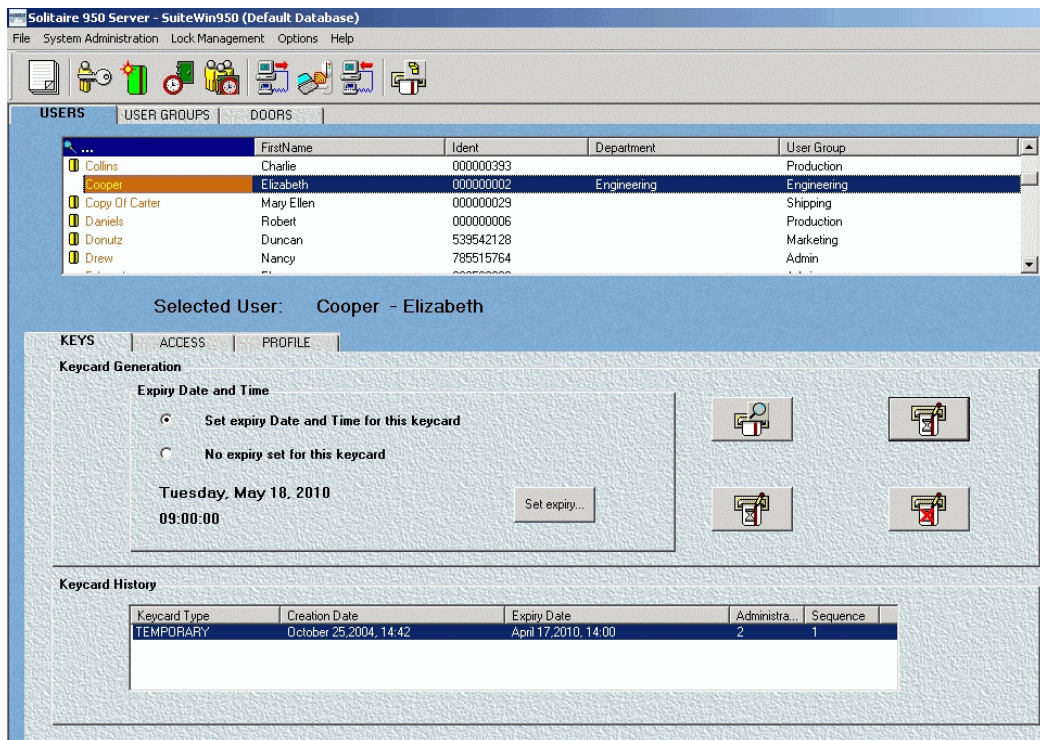 Solitaire 950 Server - SuiteWin950 (Default Database)
File System Administration Lock Management Options Help
USERS USER GROUPS DOORS
... FirstName Ident Department User Group
Collins Charlie 000000393 Production
Cooper Elizabeth 000000002 Engineering Engineering
Copy Of Carter Mary Ellen 000000029 Shipping
Daniels Robert 000000006 Production
Donutz Duncan 539542128 Marketing
Drew Nancy 785515764 Admin
Selected User: Cooper - Elizabeth
KEYS ACCESS PROFILE
Keycard Generation
Expiry Date and Time
Set expiry Date and Time for this keycard
No expiry set for this keycard
Tuesday, May 18, 2010
09:00:00
Set expiry...
Keycard History
Keycard Type Creation Date Expiry Date Administra... Sequence
TEMPORARY October 25,2004, 14:42 April 17,2010, 14:00 2 1